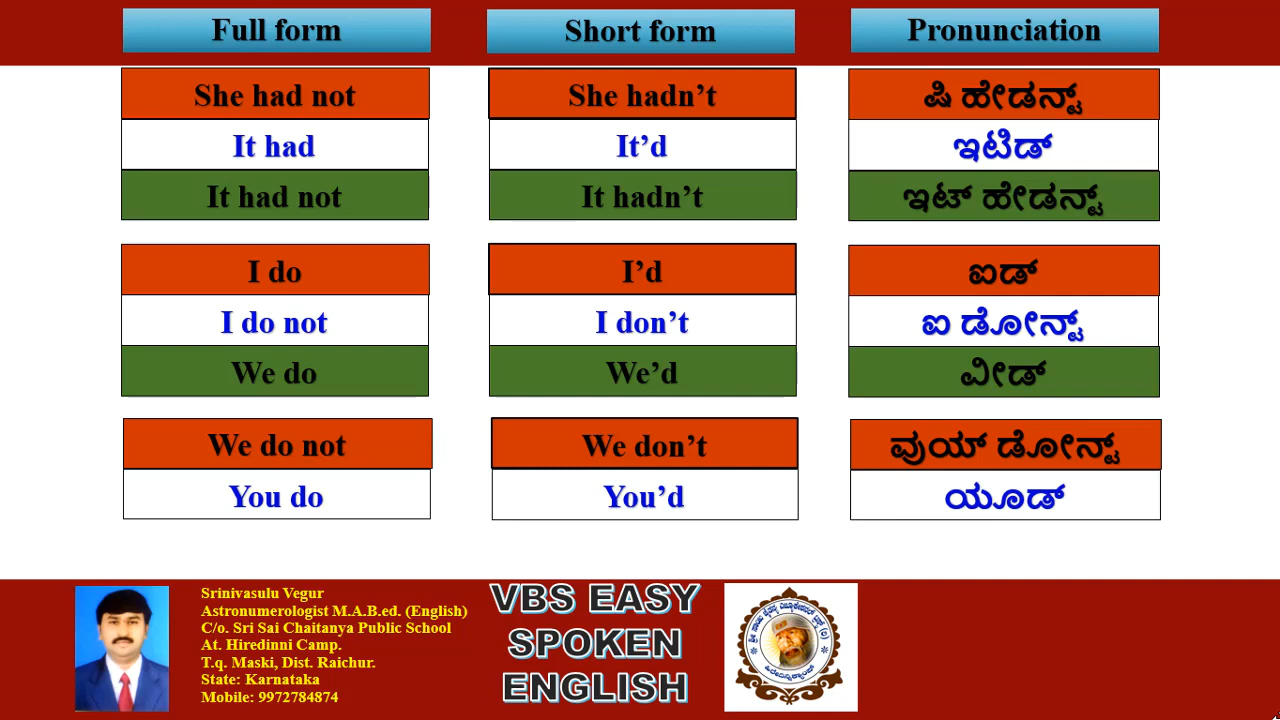 Full form Short form Pronunciation
She had not She hadn’t ಷಿ ಹೇಡನ್ಟ್
It had It’d ಇಟಿಡ್
It had not It hadn’t ಇಟ್ ಹೇಡನ್ಟ್
I do I’d ಐಡ್
I do not I don’t ಐ ಡೋನ್ಟ್
We do We’d ವೀಡ್
We do not We don’t ವುಯ್ ಡೋನ್ಟ್
You do You’d ಯೂಡ್
Srinivasulu Vegur
Astronumerologist M.A.B.ed. (English)
C/o. Sri Sai Chaitanya Public School
At. Hiredinni Camp.
T.q. Maski, Dist. Raichur.
State: Karnataka
Mobile: 9972784874
VBS EASY
SPOKEN
ENGLISH